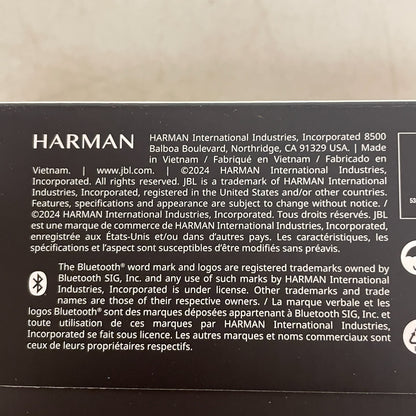 HARMAN HARMAN International Industries, Incorporated 8500
Balboa Boulevard, Northridge, CA 91329 USA. | Made
in Vietnam / Fabriqué en Vietnam / Fabricado en
Vietnam. | www.jbl.com. | ©2024 HARMAN International Industries,
Incorporated. All rights reserved. JBL is a trademark of HARMAN International
Industries, Incorporated, registered in the United States and/or other countries.
Features, specifications and appearance are subject to change without notice. /
©2024 HARMAN International Industries, Incorporated. Tous droits réservés. JBL
est une marque de commerce de HARMAN International Industries, Incorporated,
enregistrée aux États-Unis et/ou dans d'autres pays. Les caractéristiques, les
spécifications et l'aspect sont susceptibles d'être modifiés sans préavis.
The Bluetooth® word mark and logos are registered trademarks owned by
Bluetooth SIG, Inc. and any use of such marks by HARMAN International
Industries, Incorporated is under license. Other trademarks and trade
names are those of their respective owners. / La marque verbale et les
logos Bluetooth® sont des marques déposées appartenant à Bluetooth SIG, Inc. et
toute utilisation de ces marques par HARMAN International Industries,
Incorporated se fait sous licence. Les autres marques et noms commerciaux sont
ceux de leurs propriétaires respectifs.